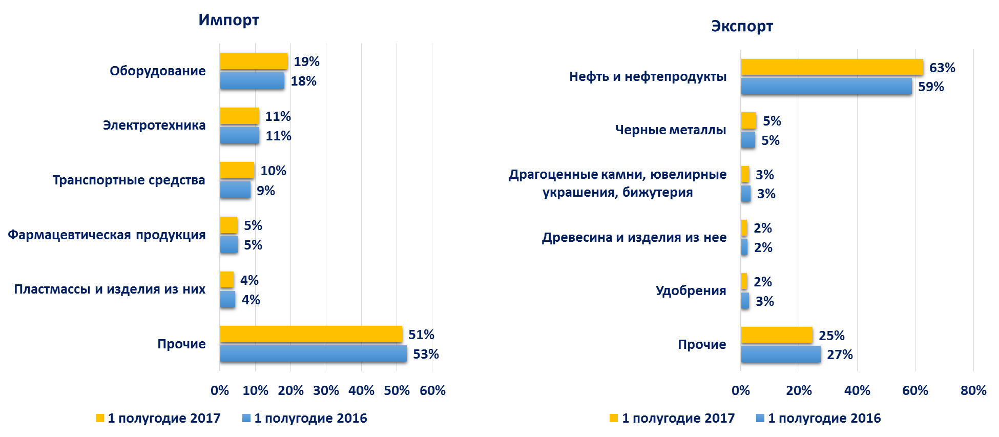 Импорт
Оборудование
19%
18%
Электротехника
11%
11%
Транспортные средства
10%
9%
Фармацевтическая продукция
5%
5%
Пластмассы и изделия из них
4%
4%
Прочие
51%
53%
0% 10% 20% 30% 40% 50% 60%
1 полугодие 2017 1 полугодие 2016
Экспорт
Нефть и нефтепродукты
63%
59%
Черные металлы
5%
5%
Драгоценные камни, ювелирные
украшения, бижутерия
3%
3%
Древесина и изделия из нее
2%
2%
Удобрения
2%
3%
Прочие
25%
27%
0% 20% 40% 60% 80%
1 полугодие 2017 1 полугодие 2016